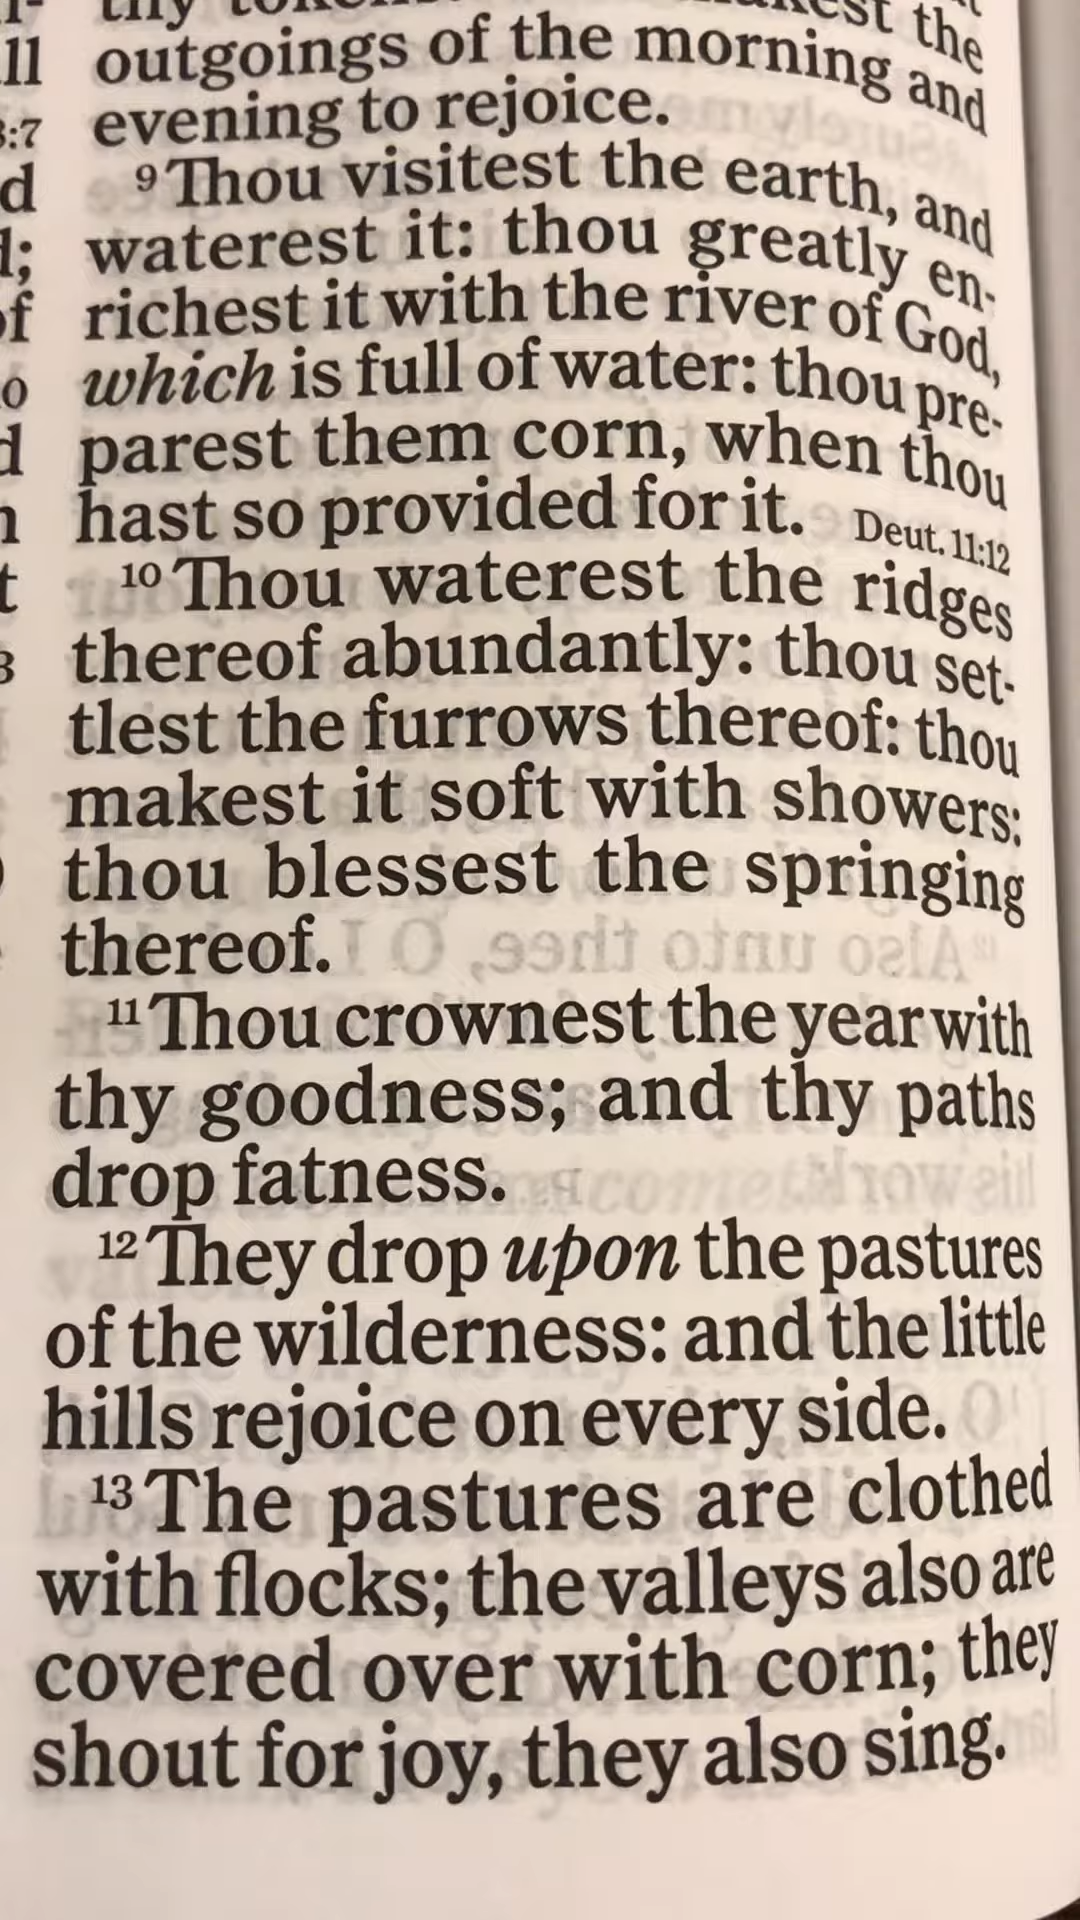 thy the
outgoings of the morning and
evening to rejoice.
9 Thou visitest the earth, and
waterest it: thou greatly en-
richest it with the river of God,
which is full of water: thou pre-
parest them corn, when thou
hast so provided for it. Deut. 11:12
10 Thou waterest the ridges
thereof abundantly: thou set-
tlest the furrows thereof: thou
makest it soft with showers:
thou blessest the springing
thereof.
11 Thou crownest the year with
thy goodness; and thy paths
drop fatness.
12 They drop upon the pastures
of the wilderness: and the little
hills rejoice on every side.
13 The pastures are clothed
with flocks; the valleys also are
covered over with corn; they
shout for joy, they also sing.